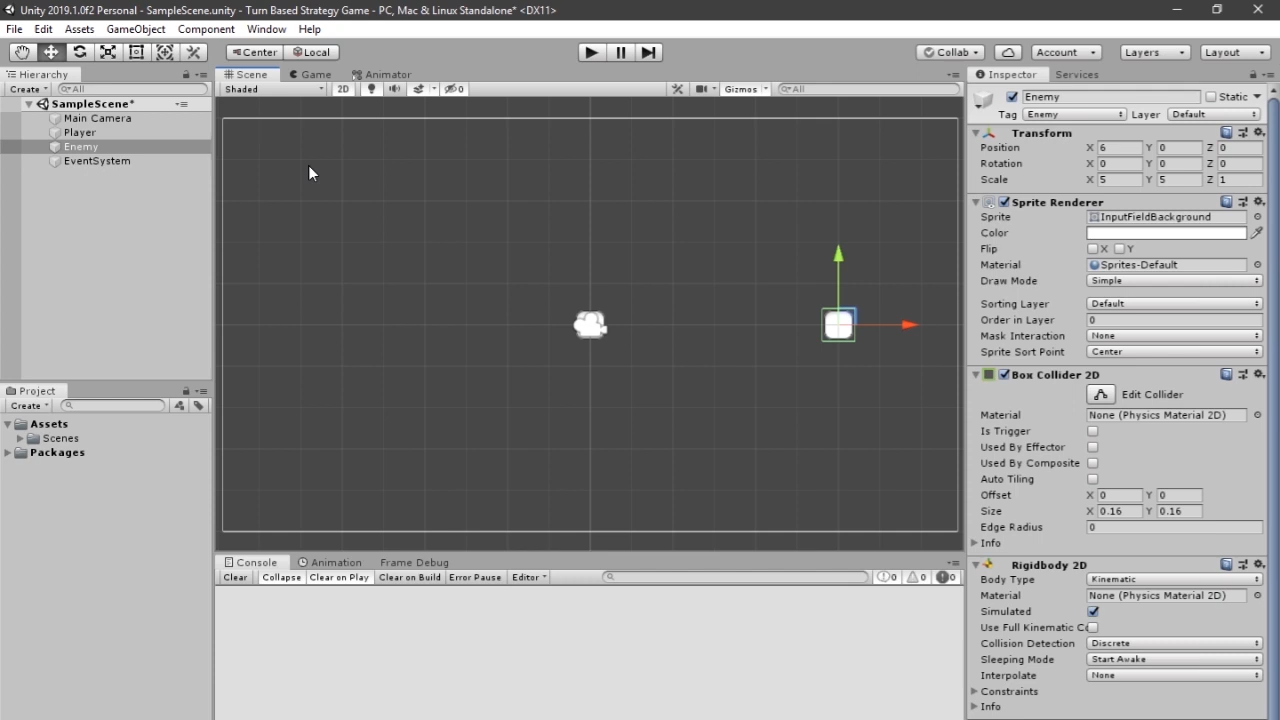 Unity 2019.1.0f2 Personal - SampleScene.unity - Turn Based Strategy Game - PC, Mac & Linux Standalone* <DX11>
File Edit Assets GameObject Component Window Help
Center Local Collab Account Layers Layout
Hierarchy
Create All
SampleScene*
Main Camera
Player
Enemy
EventSystem
Project
Create
Assets
Scenes
Packages
Scene Game Animator
Shaded 2D 0 Gizmos All
Console Animation Frame Debug
Clear Collapse Clear on Play Clear on Build Error Pause Editor 0 0 0
Inspector Services
Enemy Static
Tag Enemy Layer Default
Transform
Position X 6 Y 0 Z 0
Rotation X 0 Y 0 Z 0
Scale X 5 Y 5 Z 1
Sprite Renderer
Sprite InputFieldBackground
Color
Flip X Y
Material Sprites-Default
Draw Mode Simple
Sorting Layer Default
Order in Layer 0
Mask Interaction None
Sprite Sort Point Center
Box Collider 2D
Edit Collider
Material None (Physics Material 2D)
Is Trigger
Used By Effector
Used By Composite
Auto Tiling
Offset X 0 Y 0
Size X 0.16 Y 0.16
Edge Radius 0
Info
Rigidbody 2D
Body Type Kinematic
Material None (Physics Material 2D)
Simulated
Use Full Kinematic Co
Collision Detection Discrete
Sleeping Mode Start Awake
Interpolate None
Constraints
Info